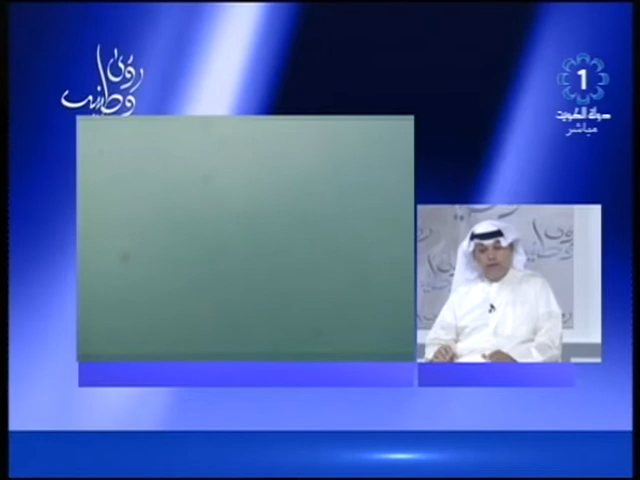 رؤى
وطنية
1
دولة الكويت
مباشر